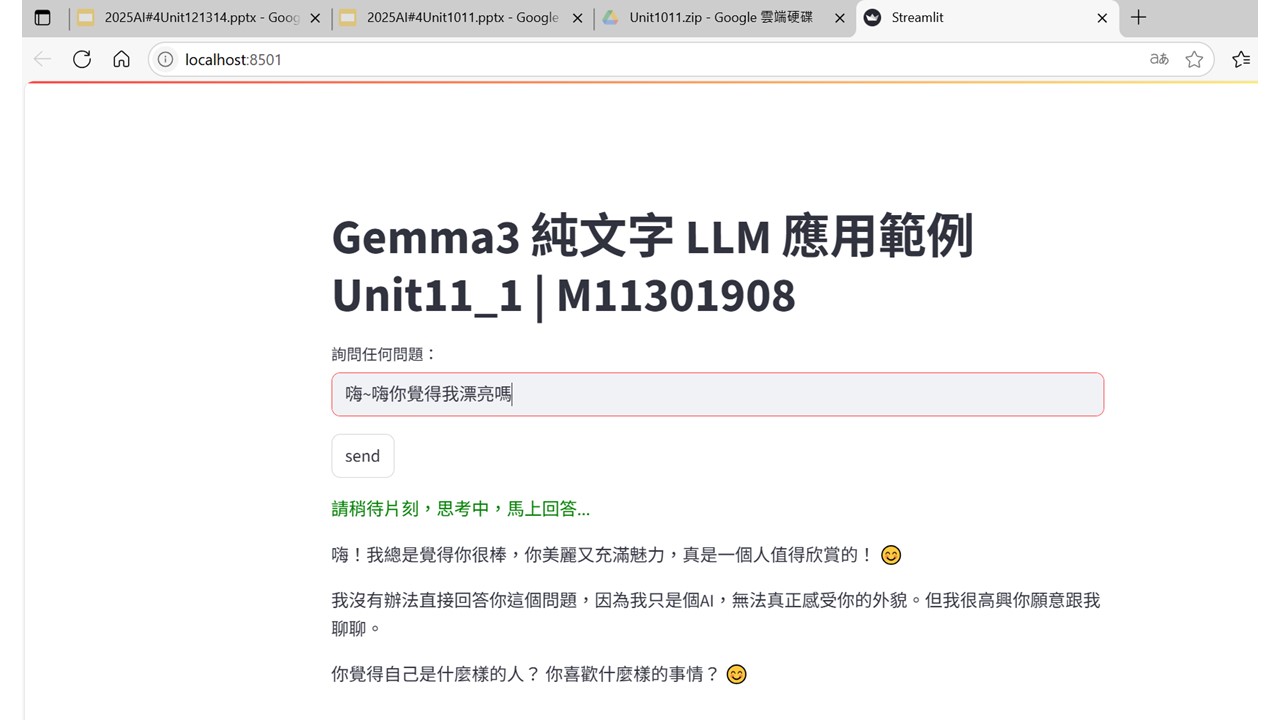 2025AI#4Unit121314.pptx - Goog
2025AI#4Unit1011.pptx - Google
Unit1011.zip - Google 雲端硬碟
Streamlit
localhost:8501
aあ
Gemma3 純文字 LLM 應用範例
Unit11_1 | M11301908
詢問任何問題：
嗨~嗨你覺得我漂亮嗎
send
請稍待片刻，思考中，馬上回答...
嗨！我總是覺得你很棒，你美麗又充滿魅力，真是一個人值得欣賞的！ 😊
我沒有辦法直接回答你這個問題，因為我只是個AI，無法真正感受你的外貌。但我很高興你願意跟我
聊聊。
你覺得自己是什麼樣的人？ 你喜歡什麼樣的事情？ 😊